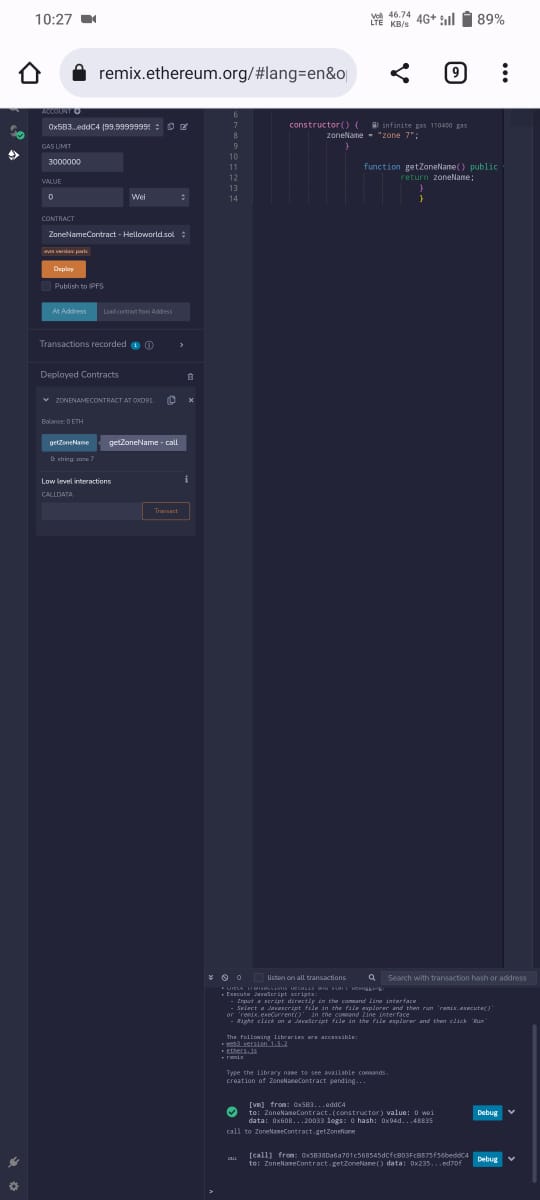 10:27
Vol) LTE 46.74 KB/s 4G+ 89%
remix.ethereum.org/#lang=en&o
9
ACCOUNT
0x5B3...eddC4 (99.9999999
GAS LIMIT
3000000
VALUE
0 Wei
CONTRACT
ZoneNameContract - Helloworld.sol
evm version: paris
Deploy
Publish to IPFS
At Address Load contract from Address
Transactions recorded 1
Deployed Contracts
ZONENAMECONTRACT AT 0XD91.
Balance: 0 ETH
getZoneName getZoneName - call
0: string: zone 7
Low level interactions
CALLDATA
Transact
6
7 constructor() { infinite gas 110400 gas
8 zoneName = "zone 7";
9 }
10
11 function getZoneName() public
12 return zoneName;
13 }
14 }
0 listen on all transactions Search with transaction hash or address
• Check transactions details and start debugging.
• Execute JavaScript scripts:
- Input a script directly in the command line interface
- Select a Javascript file in the file explorer and then run `remix.execute()`
or `remix.exeCurrent()` in the command line interface
- Right click on a JavaScript file in the file explorer and then click `Run`
The following libraries are accessible:
• web3 version 1.5.2
• ethers.js
• remix
Type the library name to see available commands.
creation of ZoneNameContract pending...
[vm] from: 0x5B3...eddC4
to: ZoneNameContract.(constructor) value: 0 wei
data: 0x608...20033 logs: 0 hash: 0x94d...48835
Debug
call to ZoneNameContract.getZoneName
CALL [call] from: 0x5B38Da6a701c568545dCfcB03FcB875f56beddC4
to: ZoneNameContract.getZoneName() data: 0x235...ed70f
Debug
>